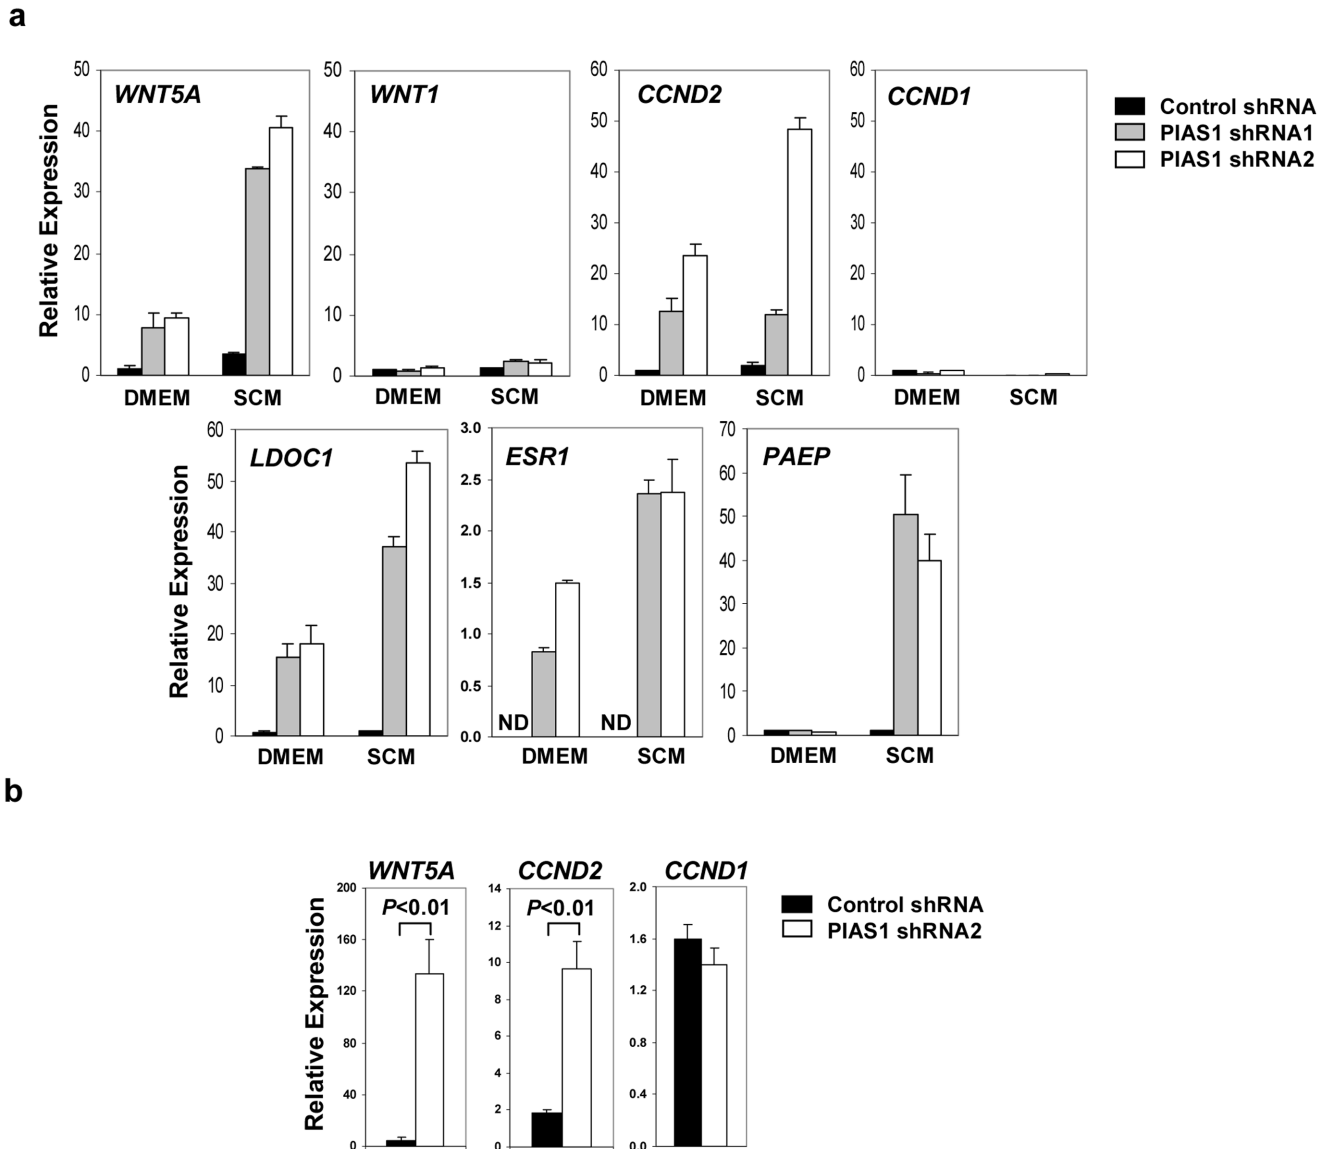 a
WNT5A
WNT1
CCND2
CCND1
Control shRNA
PIAS1 shRNA1
PIAS1 shRNA2
Relative Expression
50
40
30
20
10
0
50
40
30
20
10
0
60
50
40
30
20
10
0
60
50
40
30
20
10
0
DMEM SCM
DMEM SCM
DMEM SCM
DMEM SCM
LDOC1
ESR1
PAEP
Relative Expression
60
50
40
30
20
10
0
3.0
2.5
2.0
1.5
1.0
0.5
0.0
ND
ND
70
60
50
40
30
20
10
0
DMEM SCM
DMEM SCM
DMEM SCM
b
WNT5A
CCND2
CCND1
Control shRNA
PIAS1 shRNA2
Relative Expression
200
160
120
80
40
0
P<0.01
14
12
10
8
6
4
2
0
P<0.01
2.0
1.6
1.2
0.8
0.4
0.0